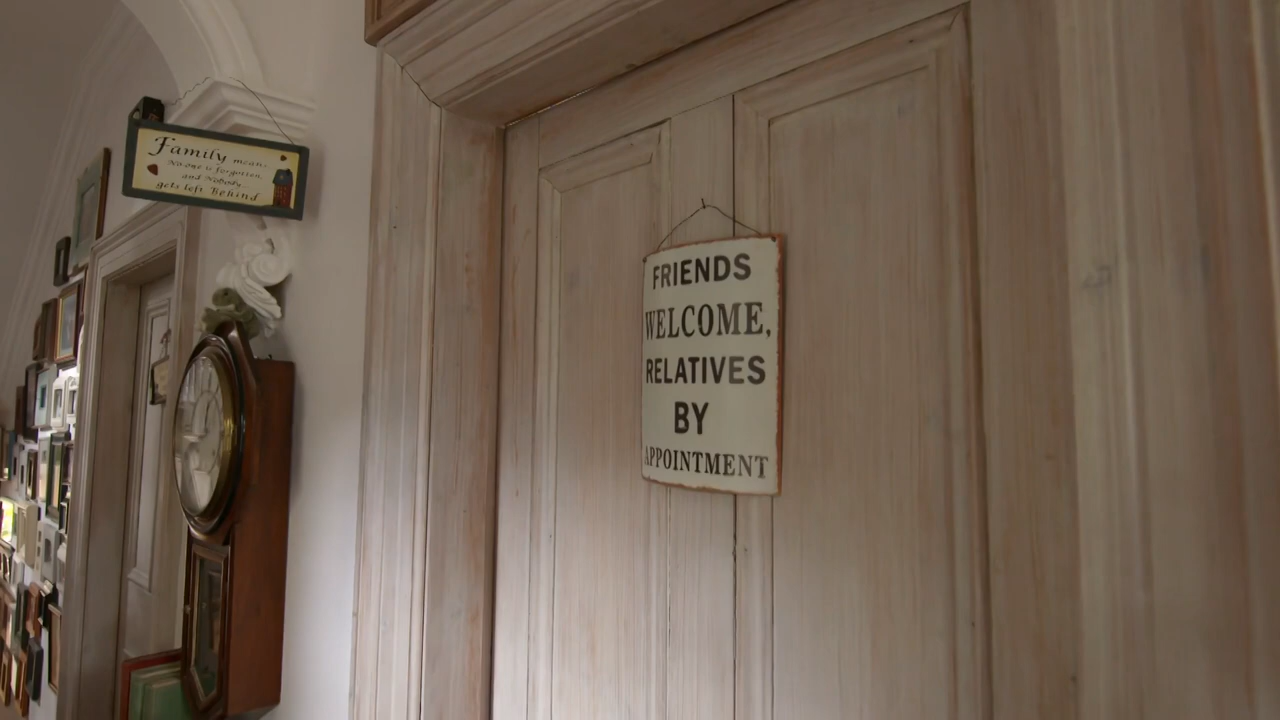 Family means
No one is forgotten,
and Nobody...
gets left Behind
FRIENDS
WELCOME,
RELATIVES
BY
APPOINTMENT